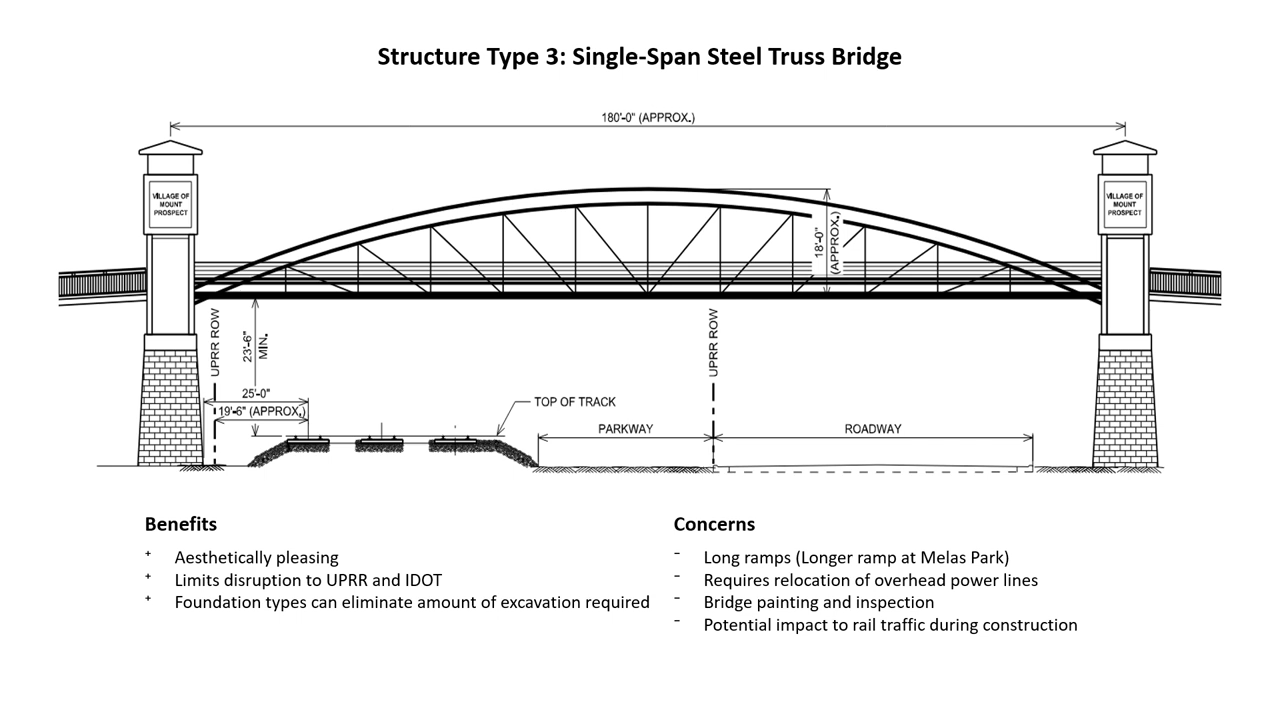 Structure Type 3: Single-Span Steel Truss Bridge
180'-0" (APPROX.)
VILLAGE OF
MOUNT
PROSPECT
VILLAGE OF
MOUNT
PROSPECT
18'-0"
(APPROX.)
UPRR ROW
23'-6"
MIN.
UPRR ROW
25'-0"
19'-6" (APPROX.)
TOP OF TRACK
PARKWAY
ROADWAY
Benefits
+ Aesthetically pleasing
+ Limits disruption to UPRR and IDOT
+ Foundation types can eliminate amount of excavation required
Concerns
- Long ramps (Longer ramp at Melas Park)
- Requires relocation of overhead power lines
- Bridge painting and inspection
- Potential impact to rail traffic during construction